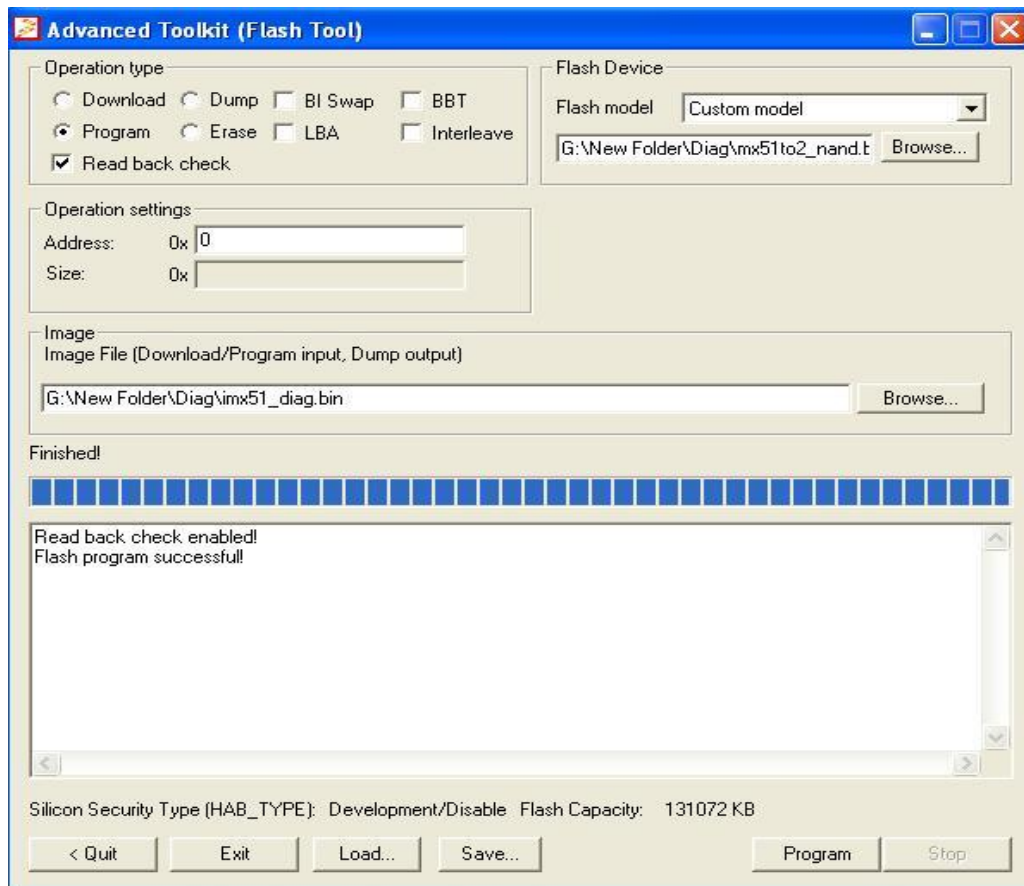 Advanced Toolkit (Flash Tool)
Operation type
Download Dump BI Swap BBT
Program Erase LBA Interleave
Read back check
Flash Device
Flash model Custom model
G:\New Folder\Diag\mx51to2_nand.b Browse...
Operation settings
Address: 0x 0
Size: 0x
Image
Image File (Download/Program input, Dump output)
G:\New Folder\Diag\imx51_diag.bin Browse...
Finished!
Read back check enabled!
Flash program successful!
Silicon Security Type (HAB_TYPE): Development/Disable Flash Capacity: 131072 KB
< Quit Exit Load... Save... Program Stop